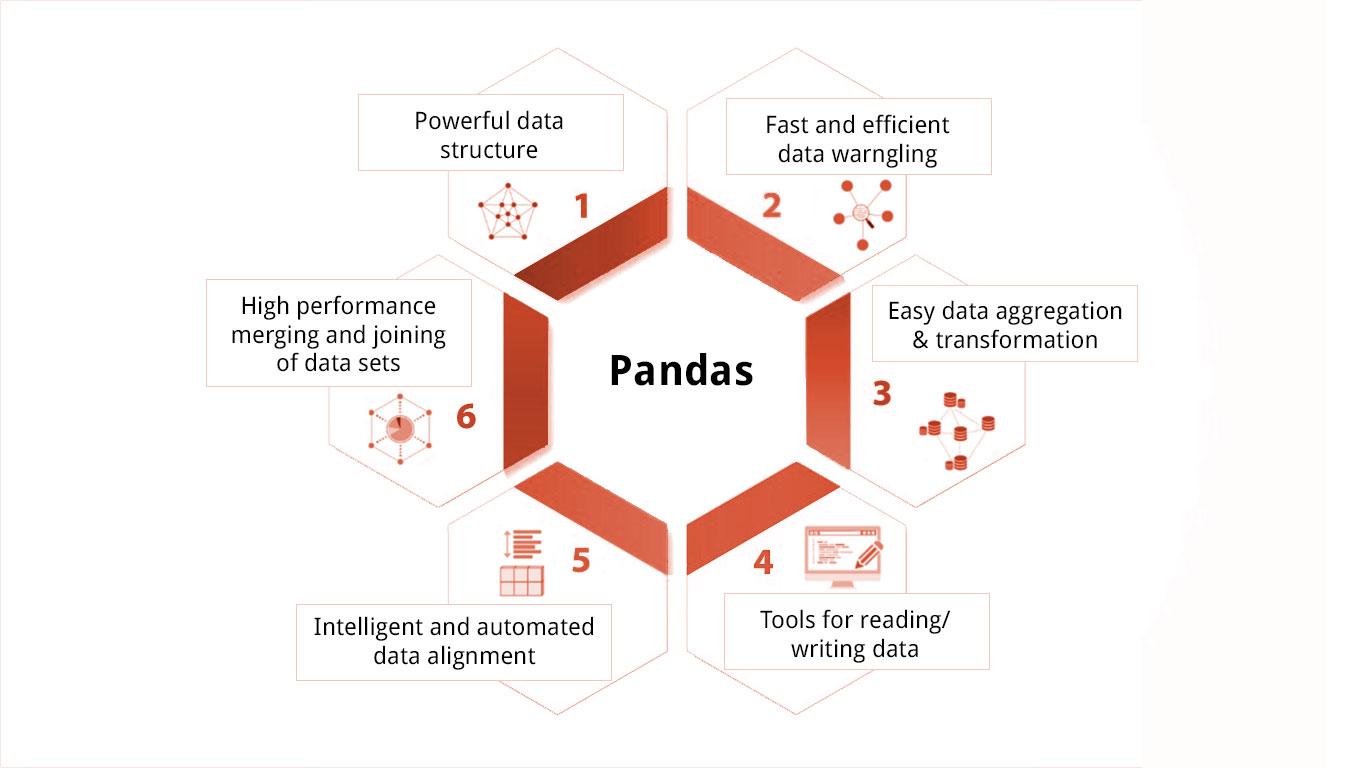 Powerful data
structure
1
Fast and efficient
data warngling
2
Easy data aggregation
& transformation
3
4
Tools for reading/
writing data
5
Intelligent and automated
data alignment
High performance
merging and joining
of data sets
6
Pandas